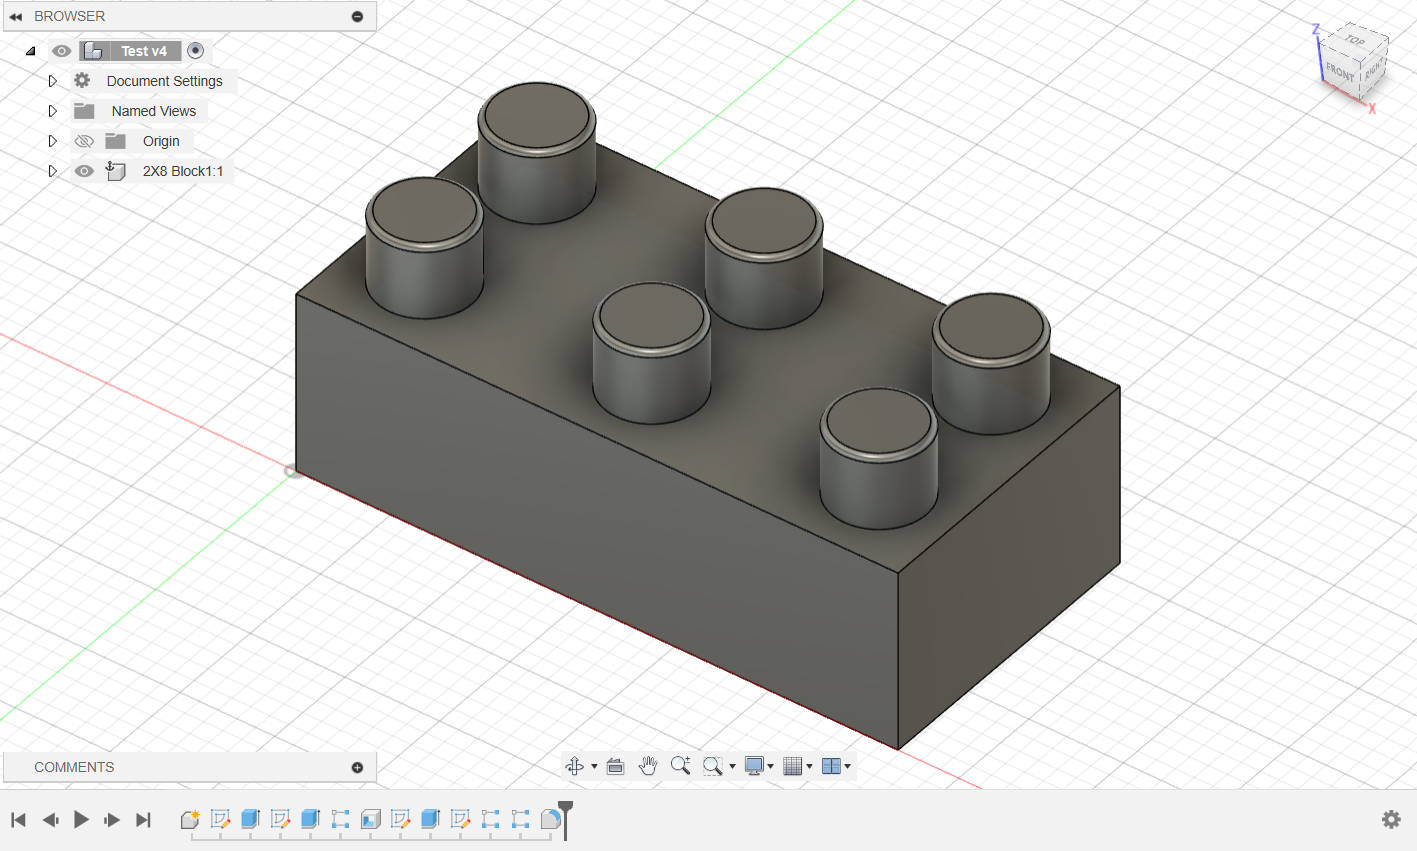 BROWSER
Test v4
Document Settings
Named Views
Origin
2X8 Block1:1
Z
TOP
FRONT
RIGHT
X
COMMENTS